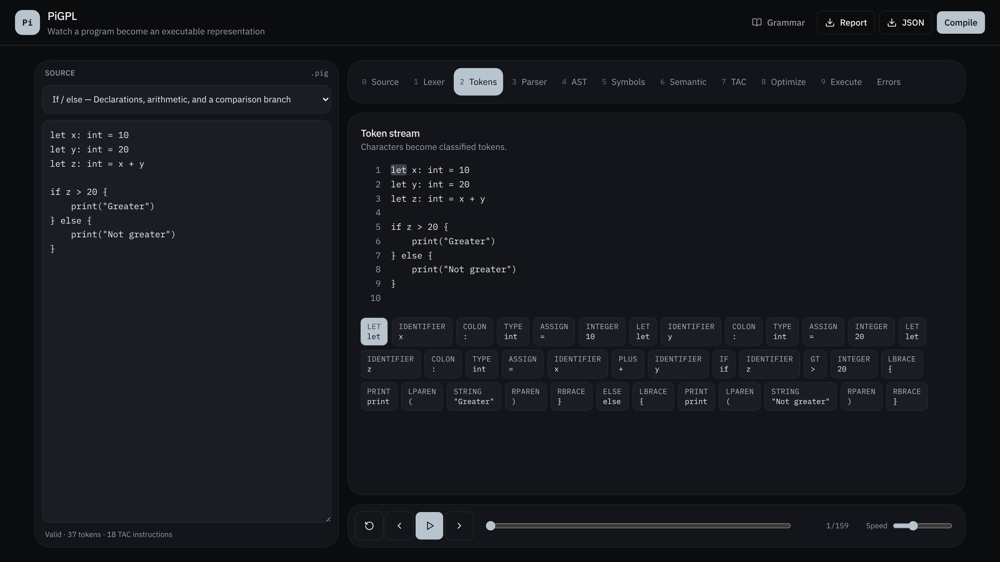 Pi
PiGPL
Watch a program become an executable representation
Grammar
Report
JSON
Compile
SOURCE
.pig
If / else — Declarations, arithmetic, and a comparison branch
let x: int = 10
let y: int = 20
let z: int = x + y
if z > 20 {
    print("Greater")
} else {
    print("Not greater")
}
Valid · 37 tokens · 18 TAC instructions
0 Source 1 Lexer 2 Tokens 3 Parser 4 AST 5 Symbols 6 Semantic 7 TAC 8 Optimize 9 Execute Errors
Token stream
Characters become classified tokens.
1 let x: int = 10
2 let y: int = 20
3 let z: int = x + y
4
5 if z > 20 {
6     print("Greater")
7 } else {
8     print("Not greater")
9 }
10
LET IDENTIFIER COLON TYPE ASSIGN INTEGER LET IDENTIFIER COLON TYPE ASSIGN INTEGER LET
let x : int = 10 let y : int = 20 let
IDENTIFIER COLON TYPE ASSIGN IDENTIFIER PLUS IDENTIFIER IF IDENTIFIER GT INTEGER LBRACE
z : int = x + y if z > 20 {
PRINT LPAREN STRING RPAREN RBRACE ELSE LBRACE PRINT LPAREN STRING RPAREN RBRACE
print ( "Greater" ) } else { print ( "Not greater" ) }
1/159
Speed